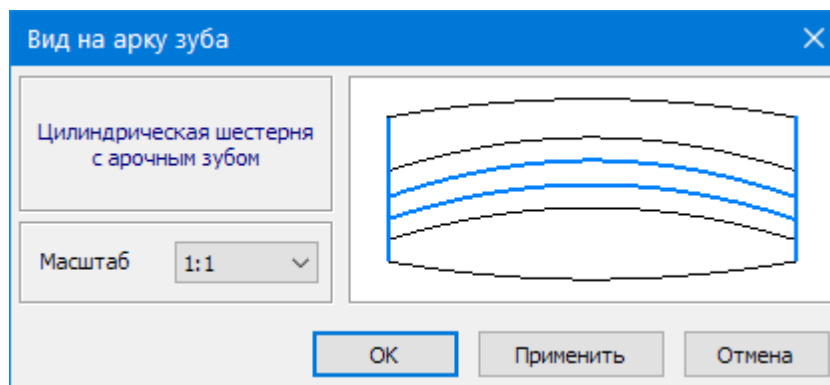 Вид на арку зуба
Цилиндрическая шестерня
с арочным зубом
Масштаб
1:1
OK
Применить
Отмена